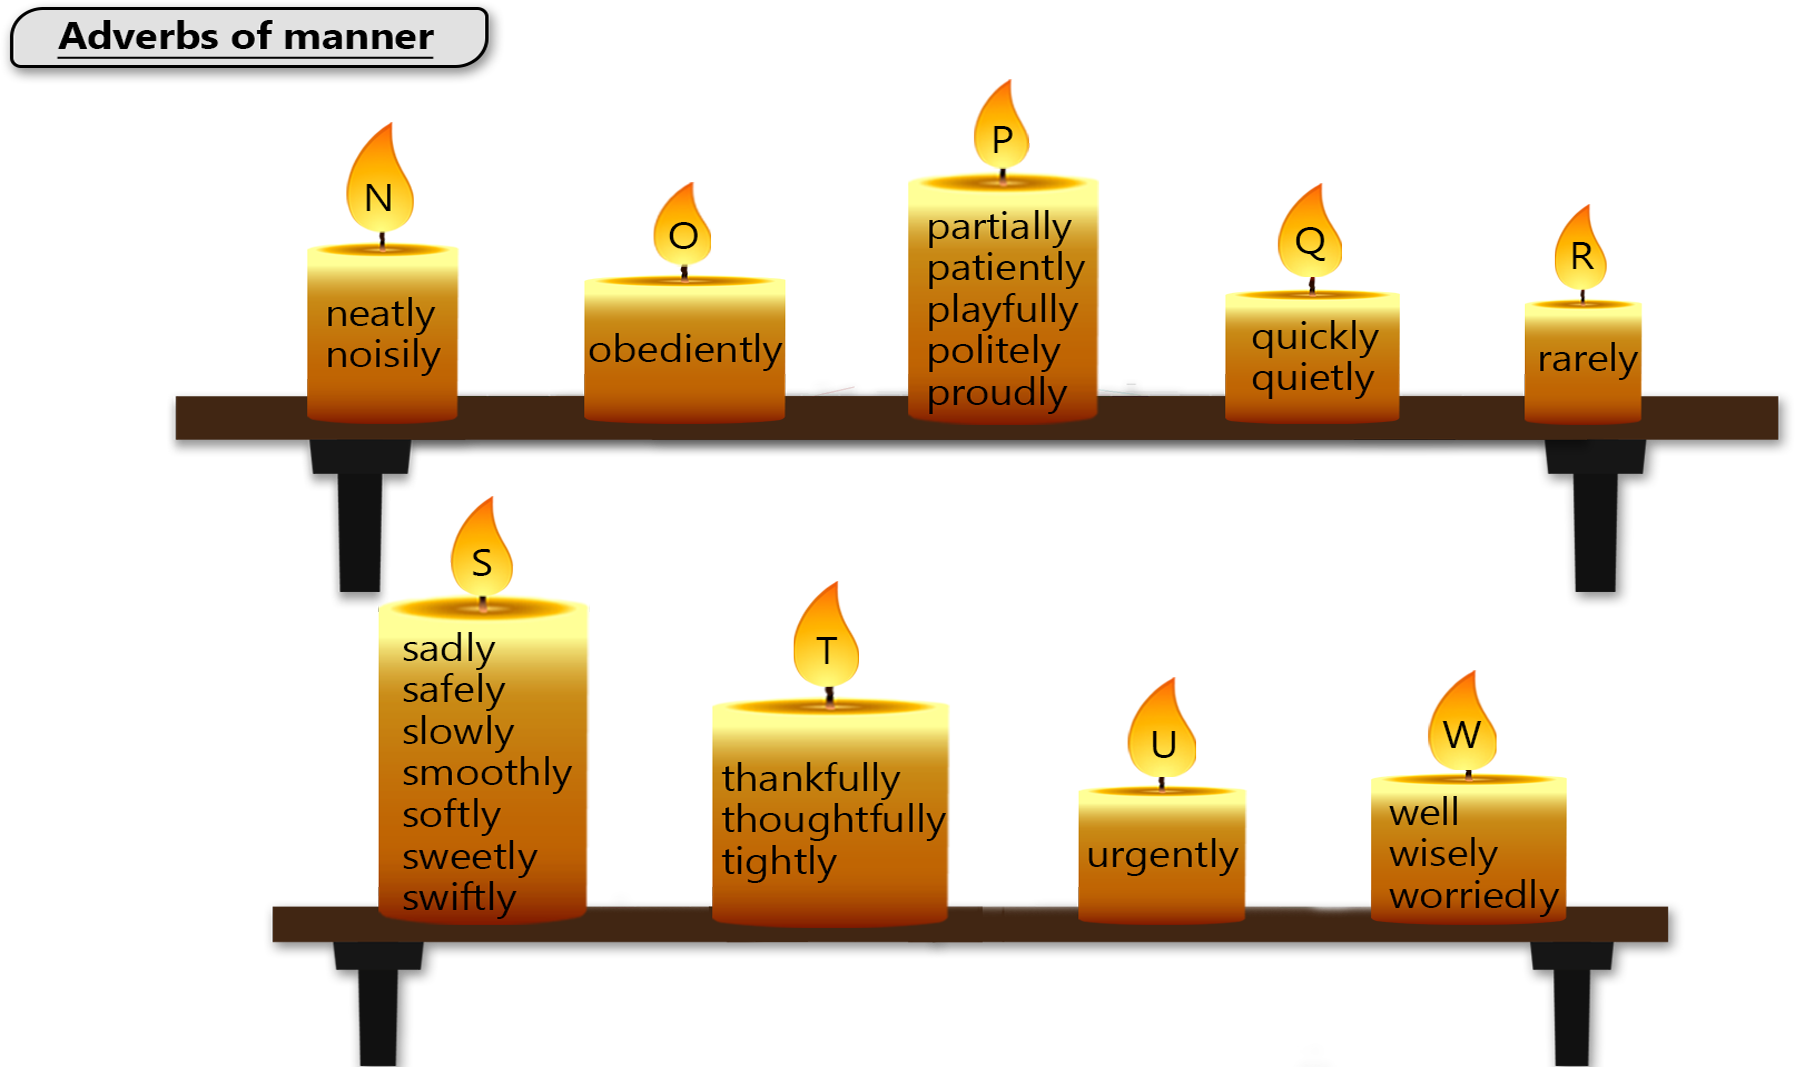 Adverbs of manner
N
neatly
noisily
O
obediently
P
partially
patiently
playfully
politely
proudly
Q
quickly
quietly
R
rarely
S
sadly
safely
slowly
smoothly
softly
sweetly
swiftly
T
thankfully
thoughtfully
tightly
U
urgently
W
well
wisely
worriedly